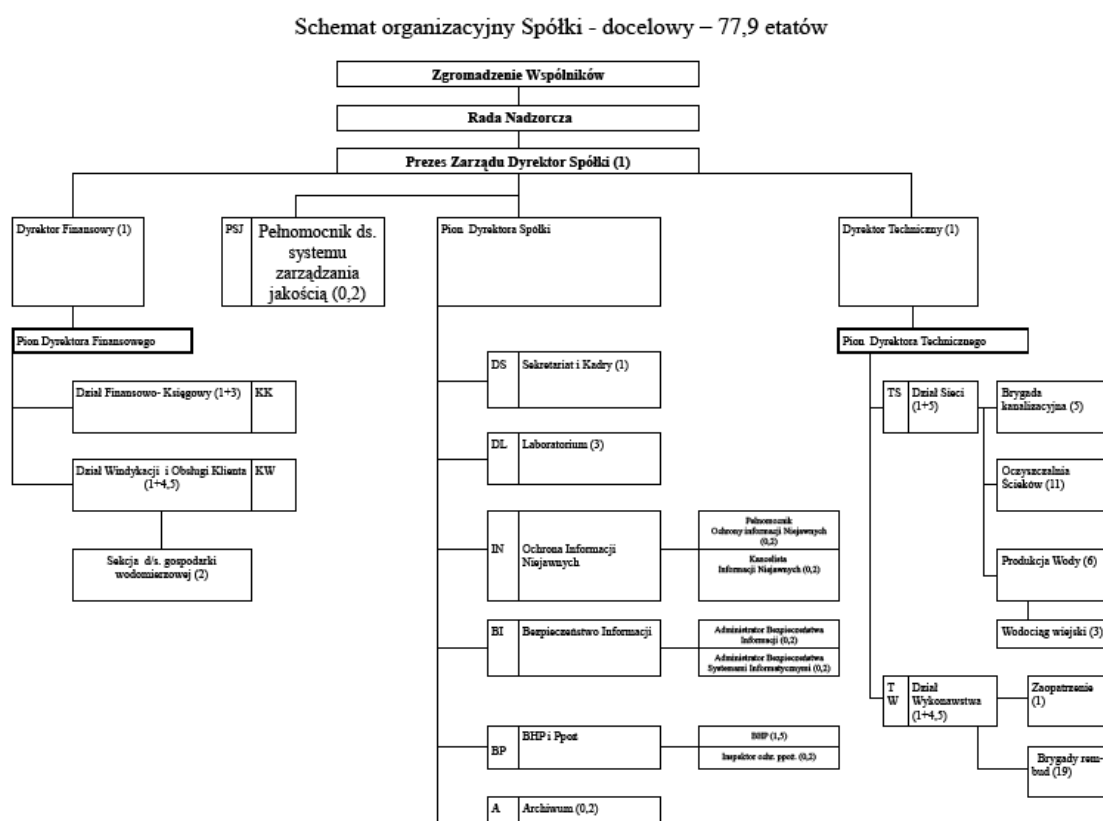 Schemat organizacyjny Spółki - docelowy – 77,9 etatów
Zgromadzenie Wspólników
Rada Nadzorcza
Prezes Zarządu Dyrektor Spółki (1)
Dyrektor Finansowy (1)
PSJ
Pełnomocnik ds.
systemu
zarządzania
jakością (0,2)
Pion Dyrektora Spółki
Dyrektor Techniczny (1)
Pion Dyrektora Finansowego
Pion Dyrektora Technicznego
Dział Finansowo- Księgowy (1+3)
KK
Dział Windykacji i Obsługi Klienta
(1+4,5)
KW
Sekcja d/s. gospodarki
wodomierzowej (2)
DS
Sekretariat i Kadry (1)
DL
Laboratorium (3)
IN
Ochrona Informacji
Niejawnych
Pełnomocnik
Ochrony informacji Niejawnych
(0,2)
Kancelista
Informacji Niejawnych (0,2)
BI
Bezpieczeństwo Informacji
Administrator Bezpieczeństwa
Informacji (0,2)
Administrator Bezpieczeństwa
Systemami Informatycznymi (0,2)
BP
BHP i Ppoż
BHP (1,5)
Inspektor ochr. ppoż. (0,2)
A
Archiwum (0,2)
TS
Dział Sieci
(1+5)
Brygada
kanalizacyjna (5)
Oczyszczalnia
Ścieków (11)
Produkcja Wody (6)
Wodociąg wiejski (3)
T
W
Dział
Wykonawstwa
(1+4,5)
Zaopatrzenie
(1)
Brygady rem-
bud (19)